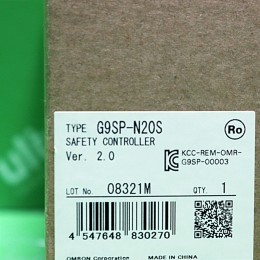 TYPE G9SP-N20S
SAFETY CONTROLLER
Ver. 2.0
Ro
KCC-REM-OMR-
G9SP-00003
LOT No. 08321M QTY. 1
4 547648 830270
OMRON Corporation MADE IN CHINA